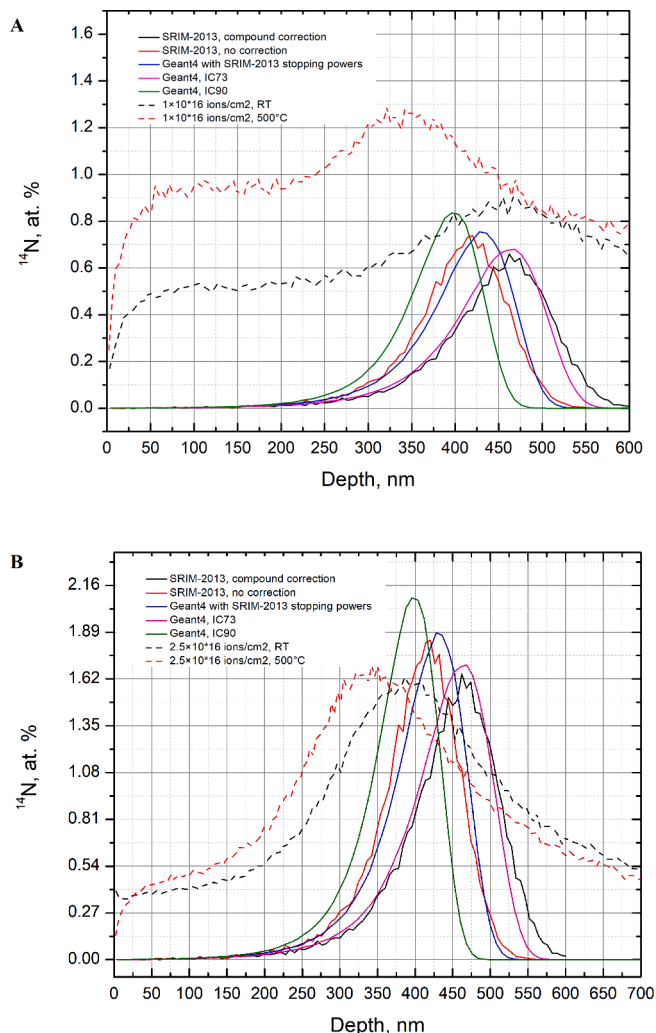 A
1.6
1.4
1.2
1.0
0.8
0.6
0.4
0.2
0.0
¹⁴N, at. %
SRIM-2013, compound correction
SRIM-2013, no correction
Geant4 with SRIM-2013 stopping powers
Geant4, IC73
Geant4, IC90
1×10*16 ions/cm2, RT
1×10*16 ions/cm2, 500°C
0 50 100 150 200 250 300 350 400 450 500 550 600
Depth, nm
B
2.16
1.89
1.62
1.35
1.08
0.81
0.54
0.27
0.00
¹⁴N, at. %
SRIM-2013, compound correction
SRIM-2013, no correction
Geant4 with SRIM-2013 stopping powers
Geant4, IC73
Geant4, IC90
2.5×10*16 ions/cm2, RT
2.5×10*16 ions/cm2, 500°C
0 50 100 150 200 250 300 350 400 450 500 550 600 650 700
Depth, nm